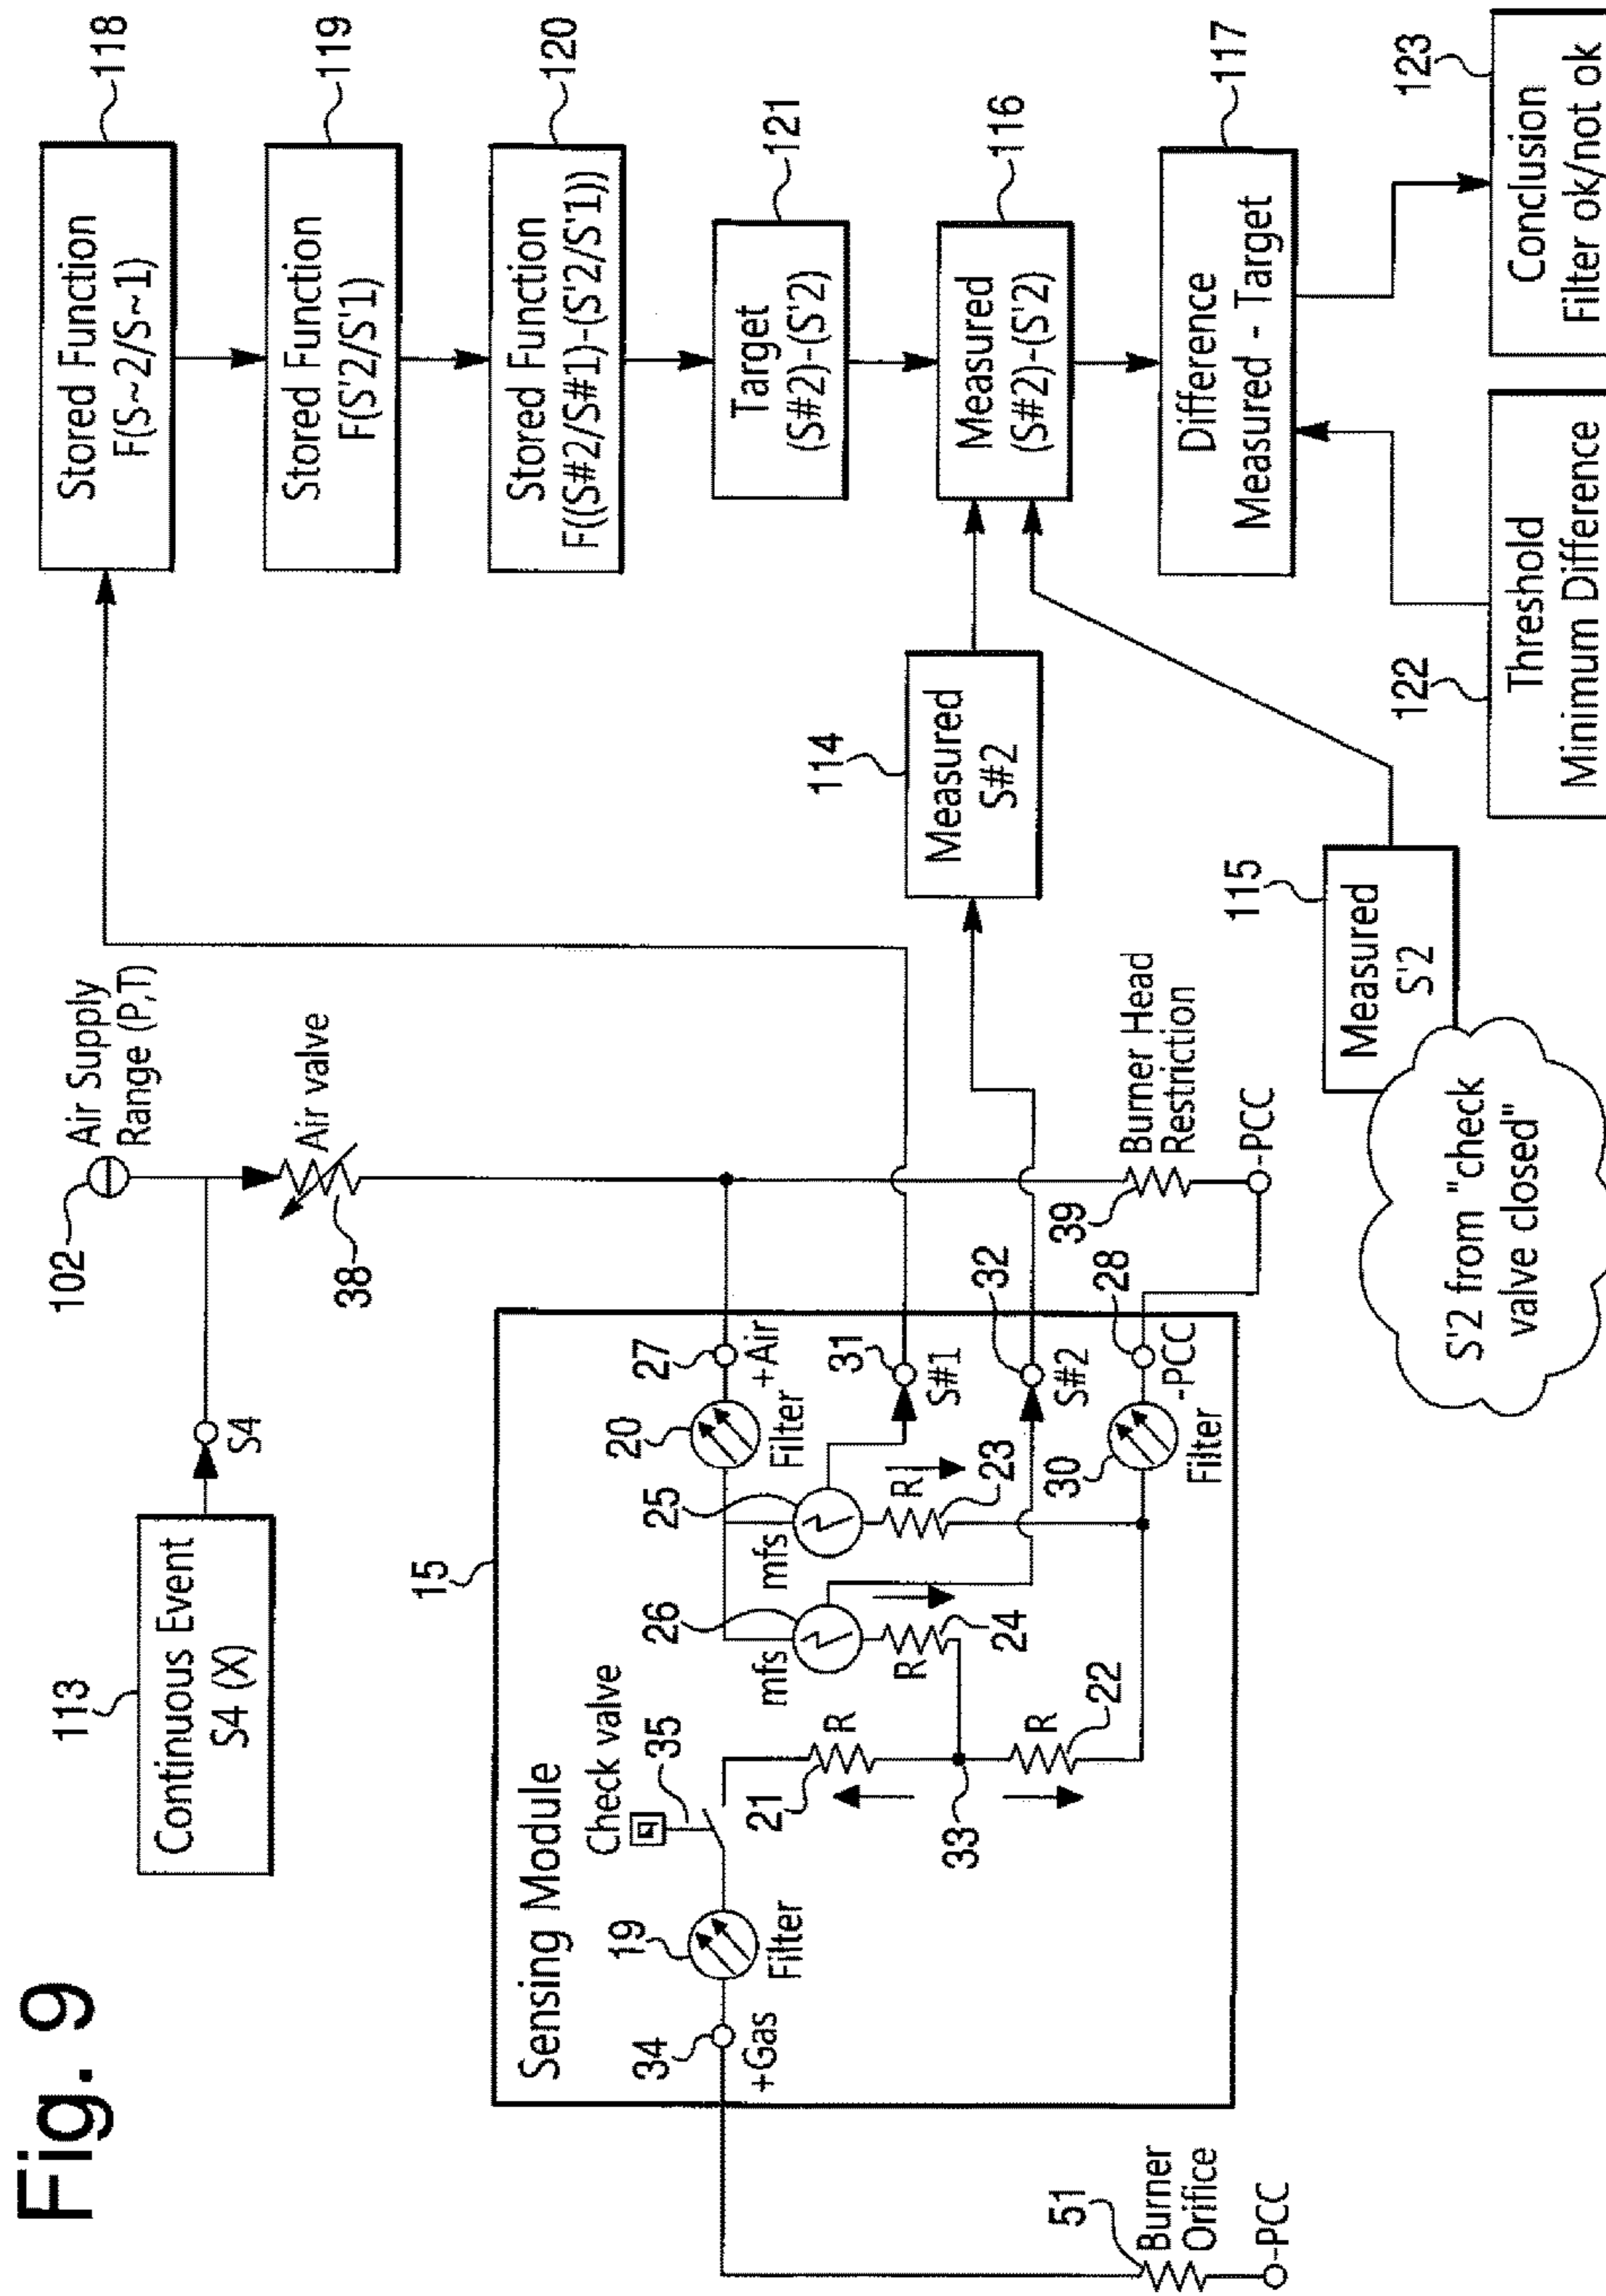 Fig. 9
113
Continuous Event
S4 (X)
S4
102
Air Supply
Range (P,T)
Air valve
38
118
Stored Function
F(S~2/S~1)
119
Stored Function
F(S'2/S'1)
120
Stored Function
F((S#2/S#1)-(S'2/S'1))
121
Target
(S#2)-(S'2)
116
Measured
(S#2)-(S'2)
117
Difference
Measured - Target
123
Conclusion
Filter ok/not ok
122
Threshold
Minimum Difference
114
Measured
S#2
115
Measured
S'2
S'2 from "check
valve closed"
15
Sensing Module
Check valve
35
19
Filter
34
+Gas
21
R
33
R
22
mfs
26
R
24
mfs
25
R
23
20
Filter
27
+Air
31
S#1
32
S#2
28
-PCC
30
Filter
39
Burner Head
Restriction
-PCC
51
Burner
Orifice
-PCC